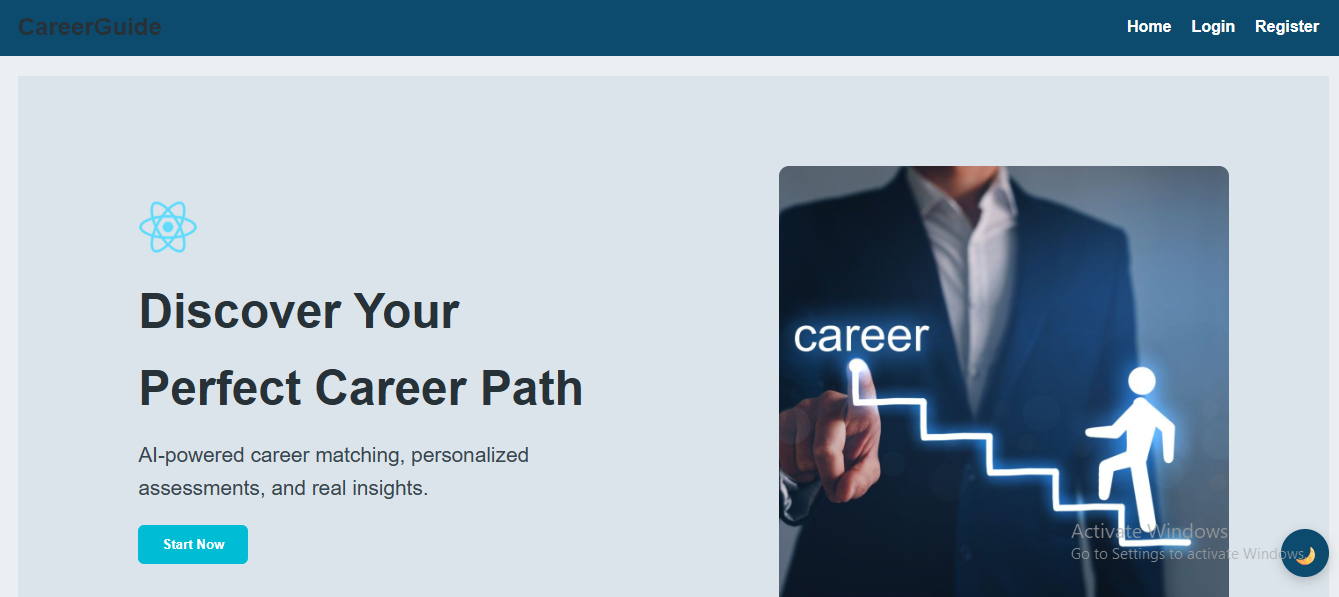 CareerGuide
Home Login Register
Discover Your
Perfect Career Path
AI-powered career matching, personalized
assessments, and real insights.
Start Now
career
Activate Windows
Go to Settings to activate Windows.